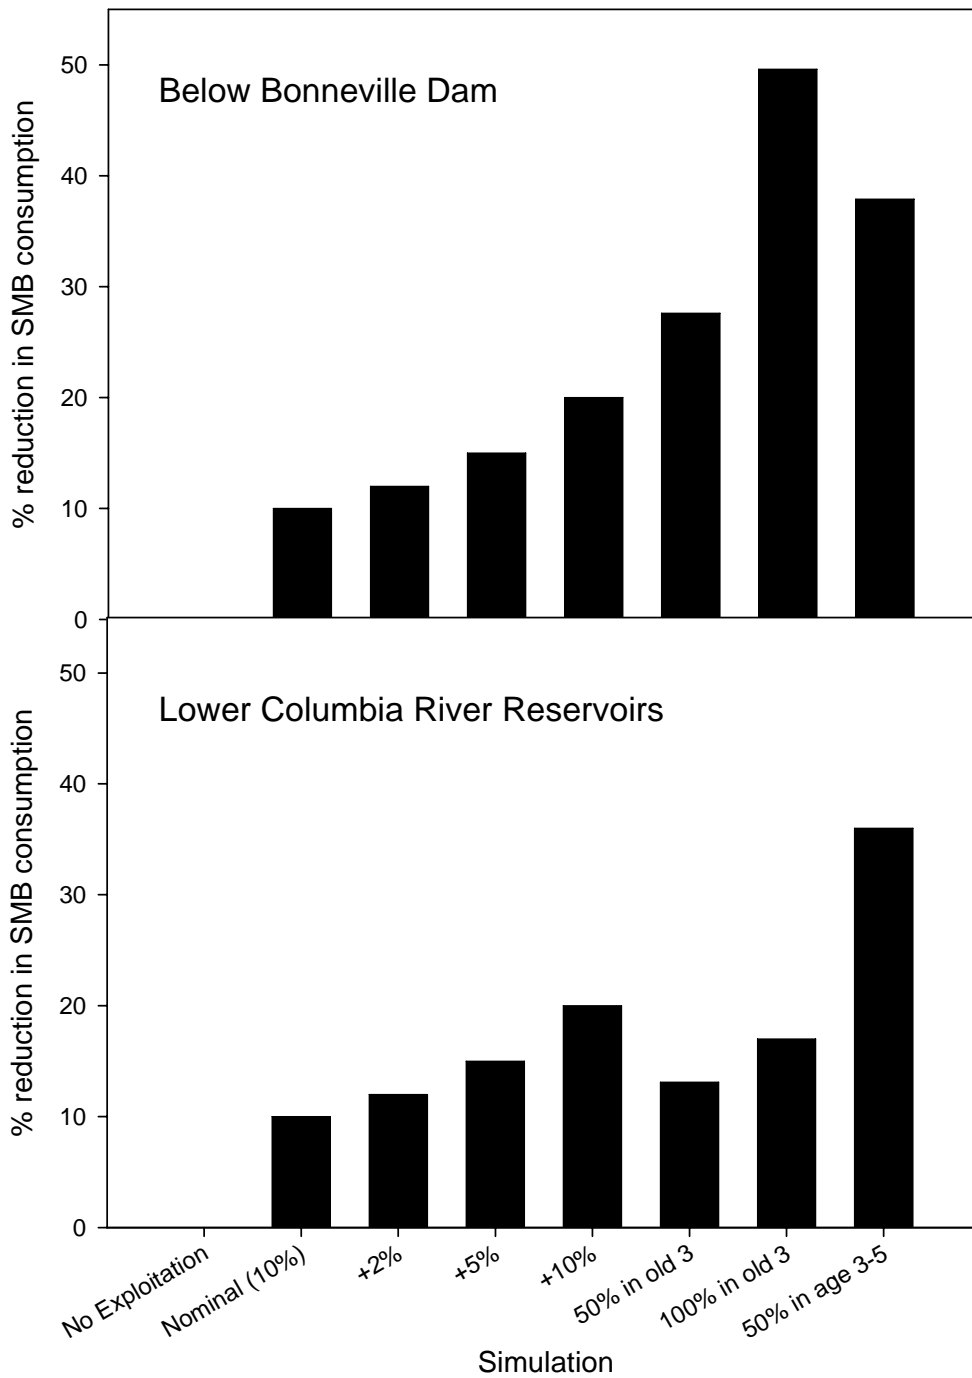 Below Bonneville Dam
% reduction in SMB consumption
50
40
30
20
10
0
Lower Columbia River Reservoirs
% reduction in SMB consumption
50
40
30
20
10
0
No Exploitation
Nominal (10%)
+2%
+5%
+10%
50% in old 3
100% in old 3
50% in age 3-5
Simulation